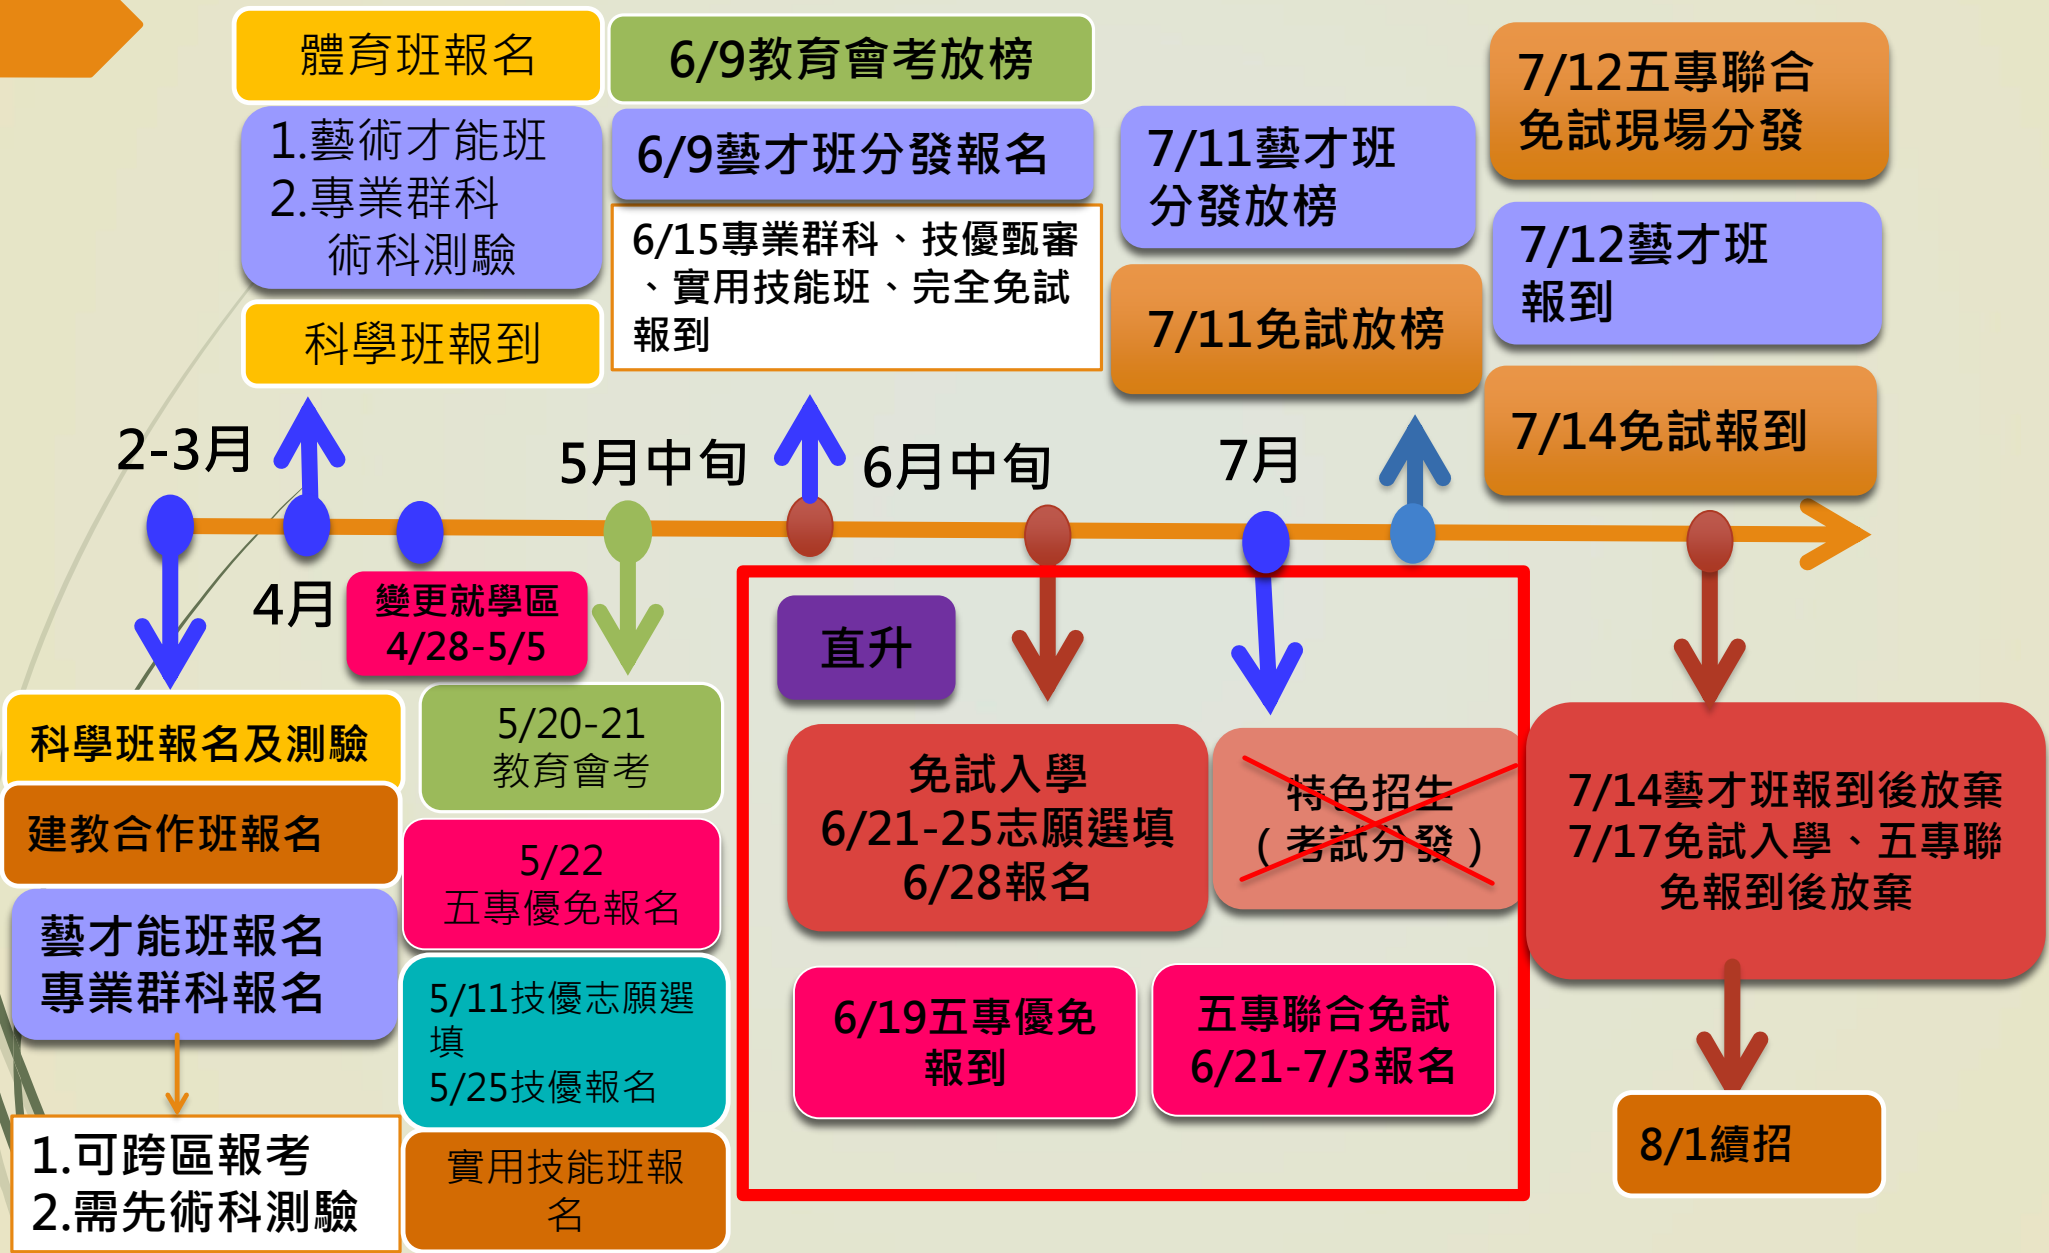 體育班報名
1.藝術才能班
2.專業群科
術科測驗
科學班報到
6/9教育會考放榜
6/9藝才班分發報名
6/15專業群科、技優甄審
、實用技能班、完全免試
報到
7/11藝才班
分發放榜
7/11免試放榜
7/12五專聯合
免試現場分發
7/12藝才班
報到
7/14免試報到
2-3月
4月
5月中旬
6月中旬
7月
變更就學區
4/28-5/5
科學班報名及測驗
建教合作班報名
藝才能班報名
專業群科報名
1.可跨區報考
2.需先術科測驗
5/20-21
教育會考
5/22
五專優免報名
5/11技優志願選
填
5/25技優報名
實用技能班報
名
直升
免試入學
6/21-25志願選填
6/28報名
特色招生
(考試分發)
6/19五專優免
報到
五專聯合免試
6/21-7/3報名
7/14藝才班報到後放棄
7/17免試入學、五專聯
免報到後放棄
8/1續招